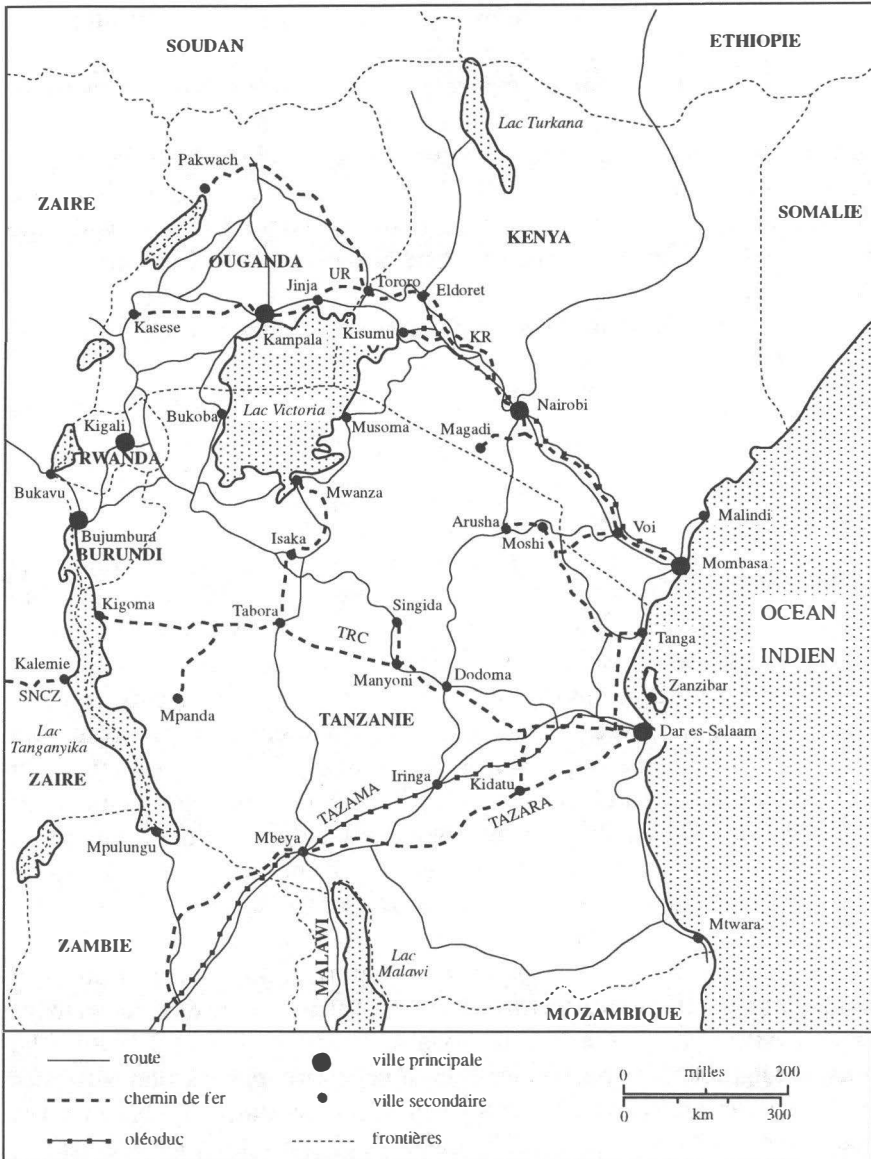 SOUDAN
ETHIOPIE
Lac Turkana
Pakwach
ZAIRE
SOMALIE
KENYA
OUGANDA
UR
Jinja
Tororo
Eldoret
Kasese
Kampala
Kisumu
KR
Lac Victoria
Bukoba
Musoma
Nairobi
Magadi
Kigali
RWANDA
Bukavu
Mwanza
Malindi
Arusha
Moshi
Voi
Bujumbura
BURUNDI
Isaka
Mombasa
Kigoma
Tabora
Singida
TRC
Tanga
OCEAN
INDIEN
Kalemie
SNCZ
Manyoni
Dodoma
Zanzibar
Mpanda
TANZANIE
Dar es-Salaam
Lac
Tanganyika
ZAIRE
Iringa
Kidatu
TAZAMA
TAZARA
Mbeya
Mpulungu
ZAMBIE
MALAWI
Lac
Malawi
Mtwara
MOZAMBIQUE
route
ville principale
0 milles 200
chemin de fer
ville secondaire
0 km 300
oléoduc
frontières